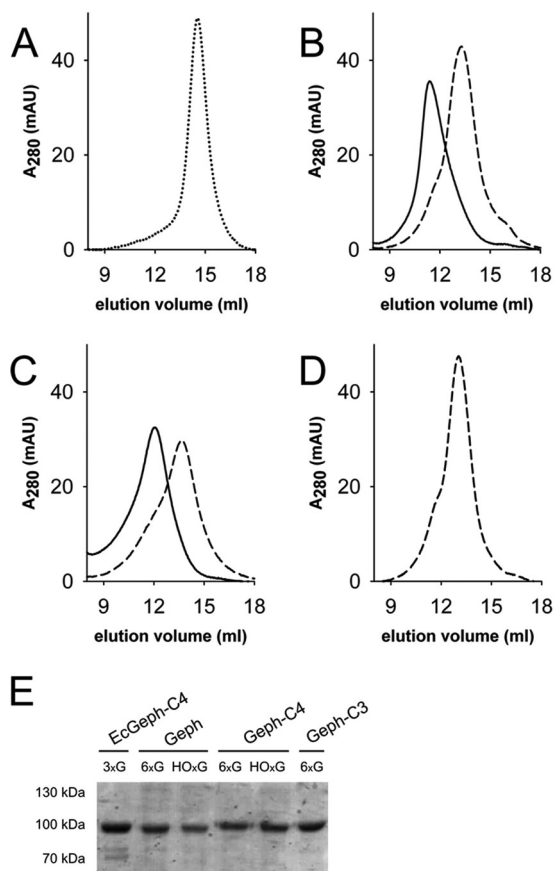 A
A280 (mAU)
40
20
0
9 12 15 18
elution volume (ml)
B
A280 (mAU)
40
20
0
9 12 15 18
elution volume (ml)
C
A280 (mAU)
40
20
0
9 12 15 18
elution volume (ml)
D
A280 (mAU)
40
20
0
9 12 15 18
elution volume (ml)
E
EcGeph-C4 Geph Geph-C4 Geph-C3
3xG 6xG HOxG 6xG HOxG 6xG
130 kDa
100 kDa
70 kDa